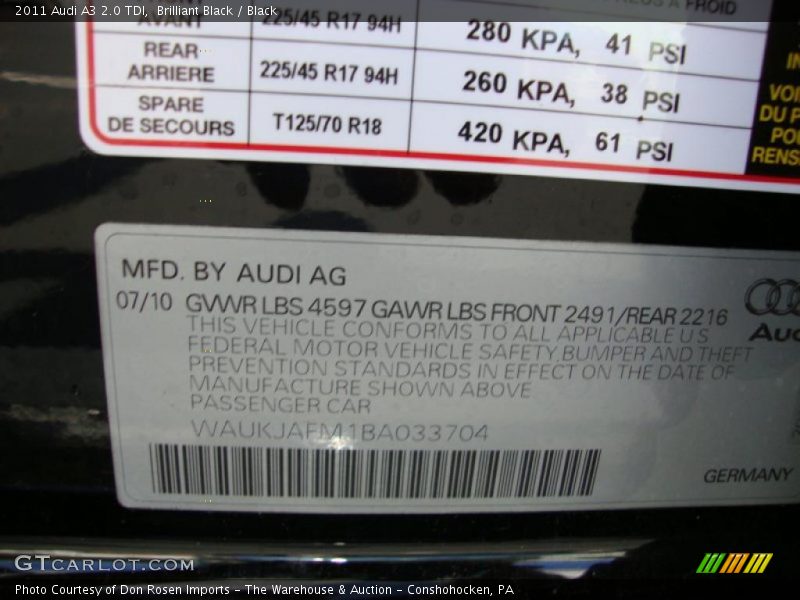 2011 Audi A3 2.0 TDI, Brilliant Black / Black
AVANT 225/45 R17 94H 280 KPA, 41 PSI
À FROID
REAR
ARRIERE 225/45 R17 94H 260 KPA, 38 PSI
SPARE
DE SECOURS T125/70 R18 420 KPA, 61 PSI
MFD. BY AUDI AG
07/10 GVWR LBS 4597 GAWR LBS FRONT 2491/REAR 2216
THIS VEHICLE CONFORMS TO ALL APPLICABLE U S
FEDERAL MOTOR VEHICLE SAFETY, BUMPER AND THEFT
PREVENTION STANDARDS IN EFFECT ON THE DATE OF
MANUFACTURE SHOWN ABOVE
PASSENGER CAR
WAUKJAFM1BA033704
GERMANY
GTCARLOT.COM
Photo Courtesy of Don Rosen Imports - The Warehouse & Auction - Conshohocken, PA